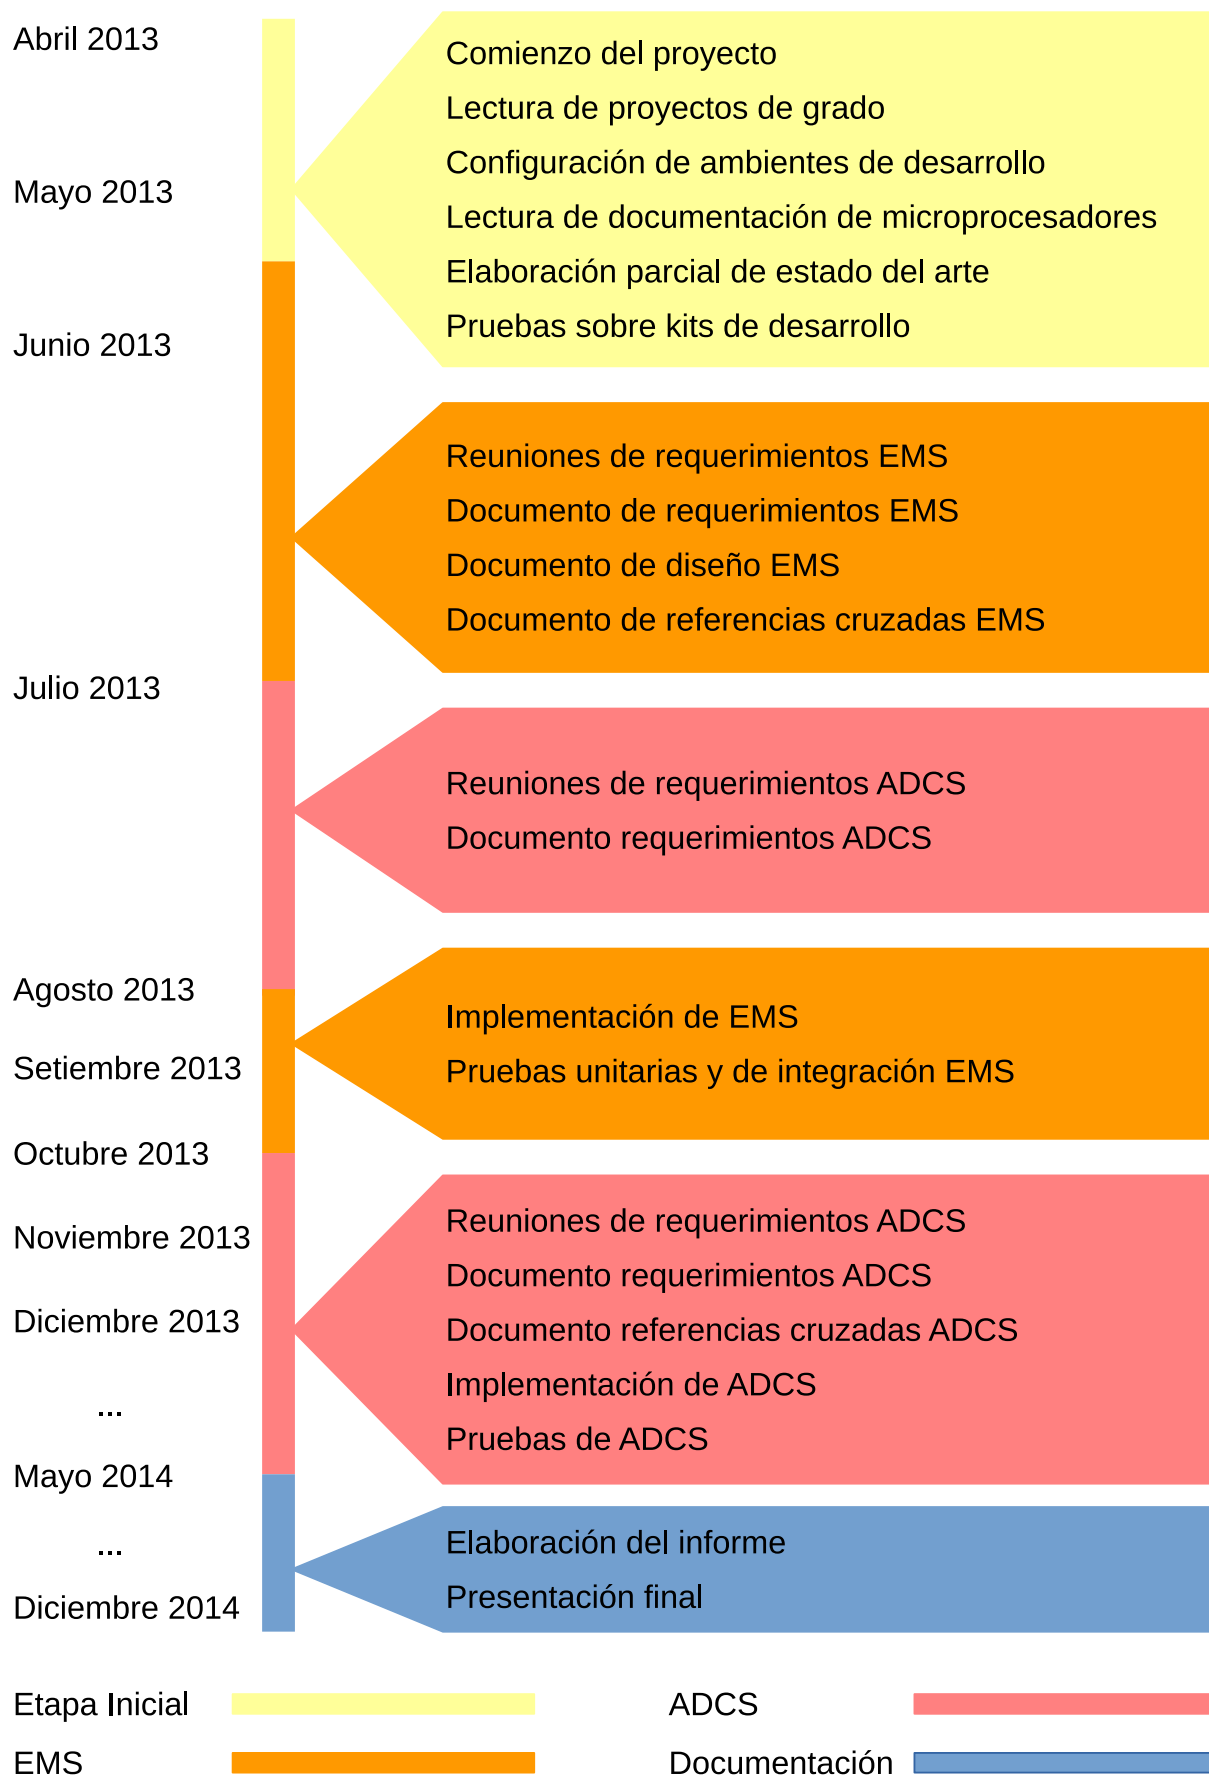 Abril 2013
Comienzo del proyecto
Lectura de proyectos de grado
Configuración de ambientes de desarrollo
Mayo 2013
Lectura de documentación de microprocesadores
Elaboración parcial de estado del arte
Pruebas sobre kits de desarrollo
Junio 2013
Reuniones de requerimientos EMS
Documento de requerimientos EMS
Documento de diseño EMS
Documento de referencias cruzadas EMS
Julio 2013
Reuniones de requerimientos ADCS
Documento requerimientos ADCS
Agosto 2013
Implementación de EMS
Setiembre 2013
Pruebas unitarias y de integración EMS
Octubre 2013
Reuniones de requerimientos ADCS
Noviembre 2013
Documento requerimientos ADCS
Diciembre 2013
Documento referencias cruzadas ADCS
Implementación de ADCS
...
Pruebas de ADCS
Mayo 2014
Elaboración del informe
...
Presentación final
Diciembre 2014
Etapa Inicial
ADCS
EMS
Documentación